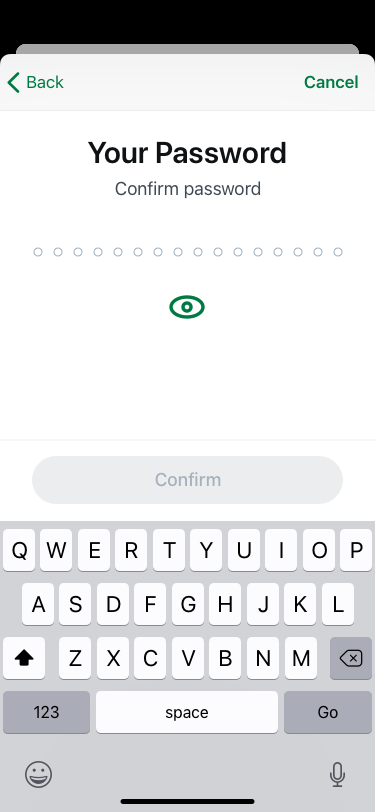 Back
Cancel
Your Password
Confirm password
Confirm
Q W E R T Y U I O P
A S D F G H J K L
Z X C V B N M
123
space
Go